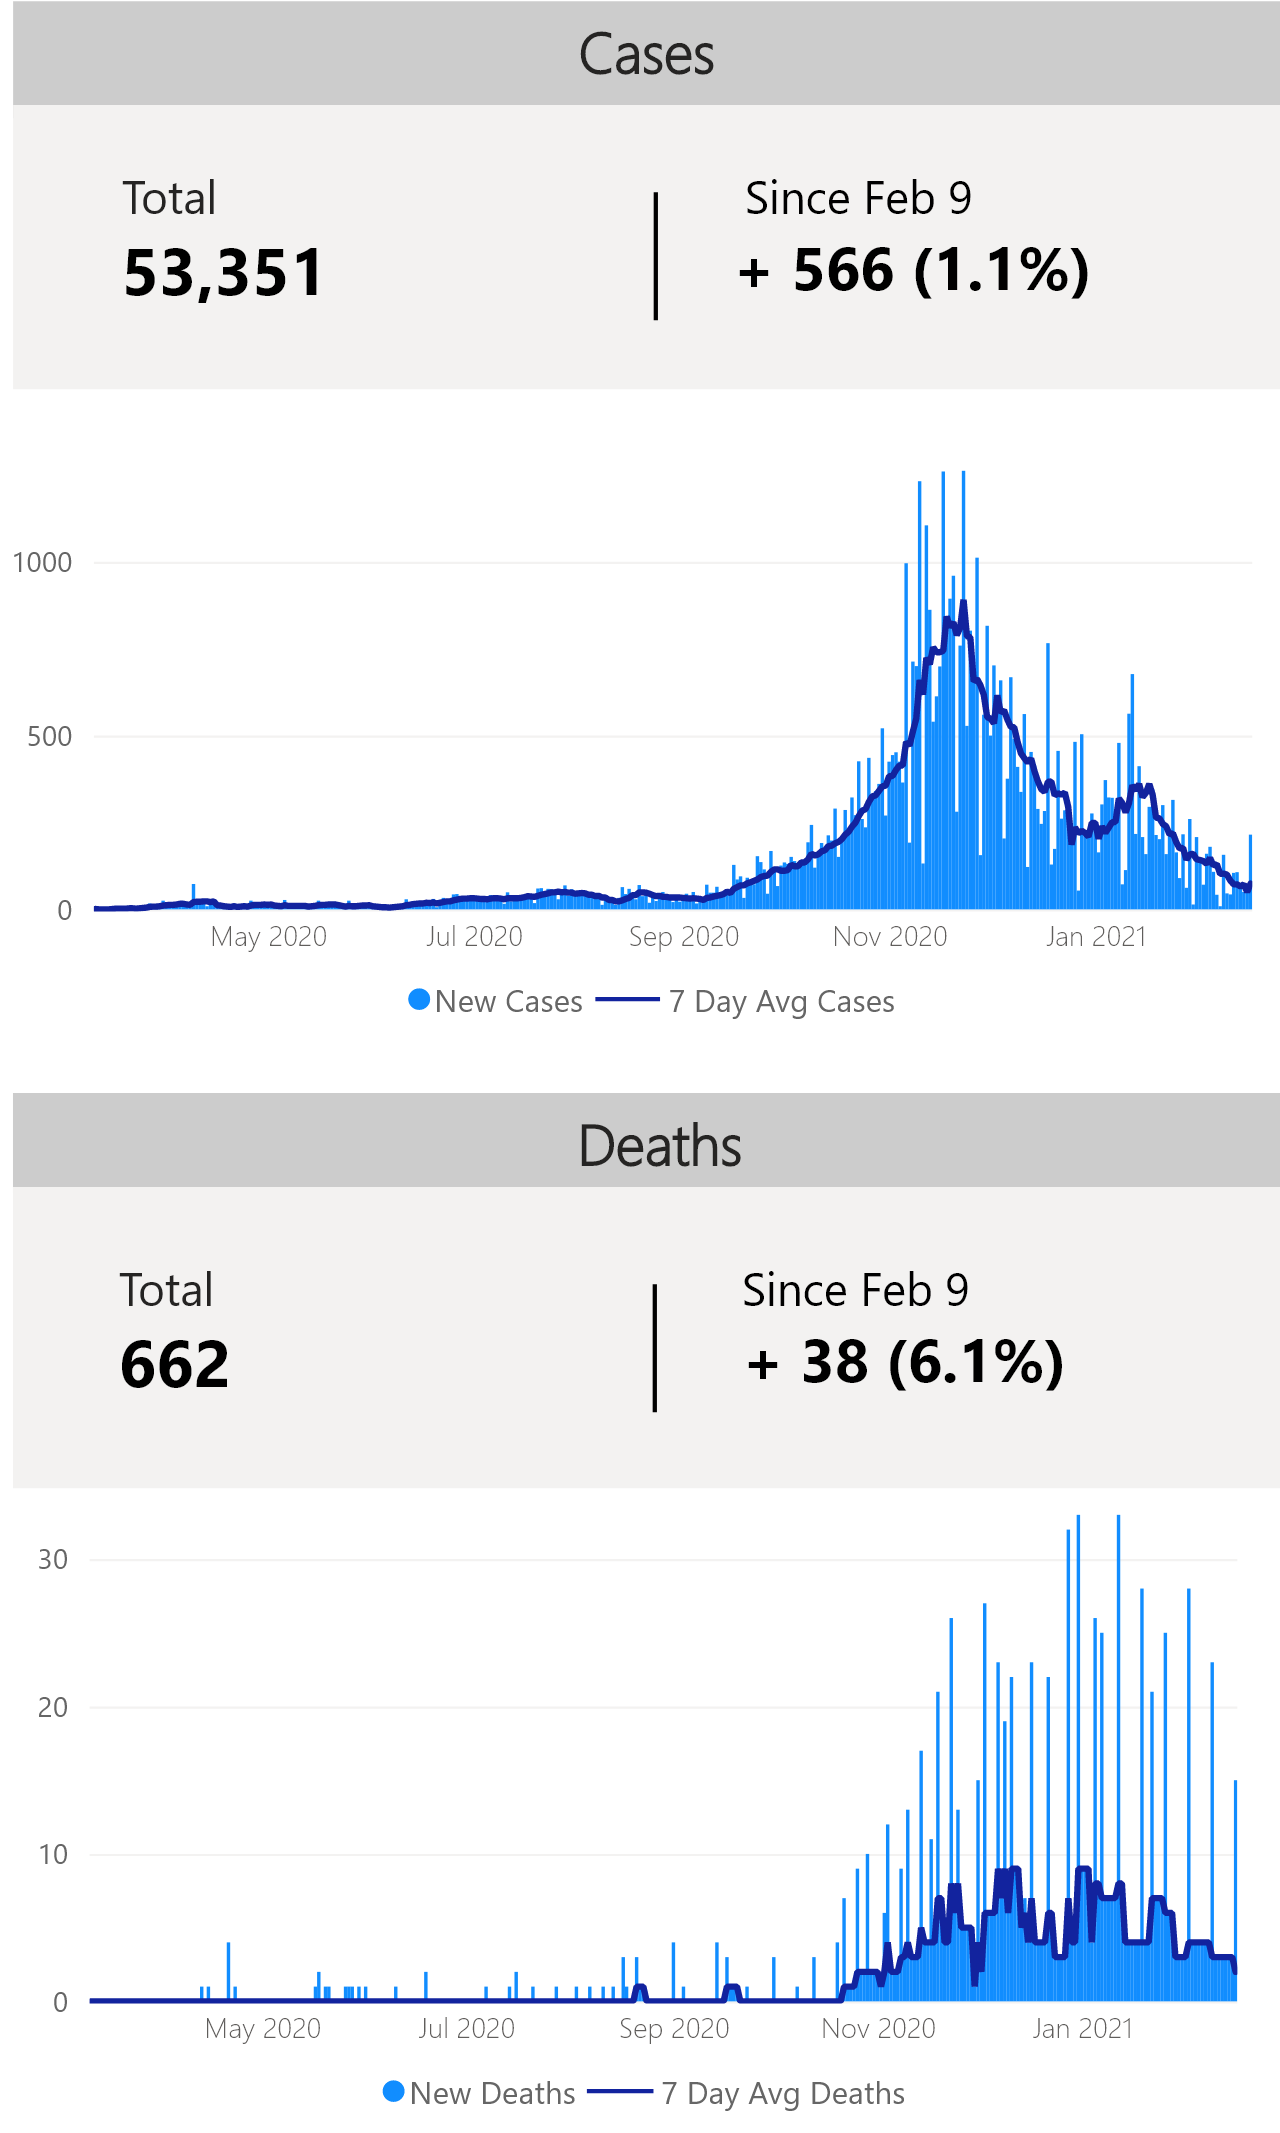 Cases
Total
Since Feb 9
53,351
+ 566 (1.1%)
1000
500
0
May 2020
Jul 2020
Sep 2020
Nov 2020
Jan 2021
New Cases
7 Day Avg Cases
Deaths
Total
Since Feb 9
662
+ 38 (6.1%)
30
20
10
0
May 2020
Jul 2020
Sep 2020
Nov 2020
Jan 2021
New Deaths
7 Day Avg Deaths